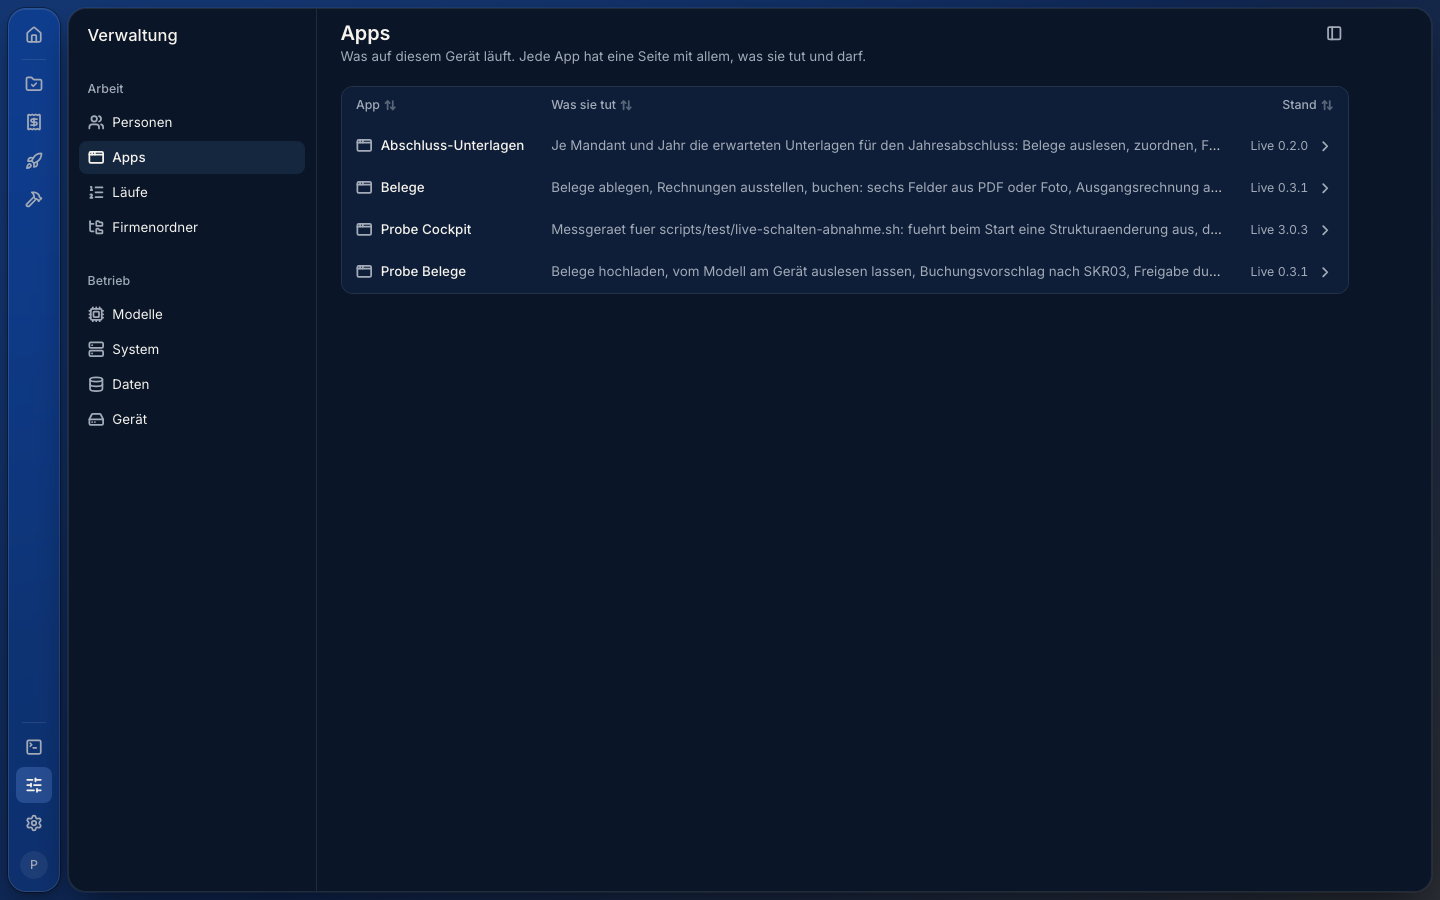 Verwaltung
Arbeit
Personen
Apps
Läufe
Firmenordner
Betrieb
Modelle
System
Daten
Gerät
P
Apps
Was auf diesem Gerät läuft. Jede App hat eine Seite mit allem, was sie tut und darf.
App Was sie tut Stand
Abschluss-Unterlagen Je Mandant und Jahr die erwarteten Unterlagen für den Jahresabschluss: Belege auslesen, zuordnen, F... Live 0.2.0
Belege Belege ablegen, Rechnungen ausstellen, buchen: sechs Felder aus PDF oder Foto, Ausgangsrechnung a... Live 0.3.1
Probe Cockpit Messgeraet fuer scripts/test/live-schalten-abnahme.sh: fuehrt beim Start eine Strukturaenderung aus, d... Live 3.0.3
Probe Belege Belege hochladen, vom Modell am Gerät auslesen lassen, Buchungsvorschlag nach SKR03, Freigabe du... Live 0.3.1